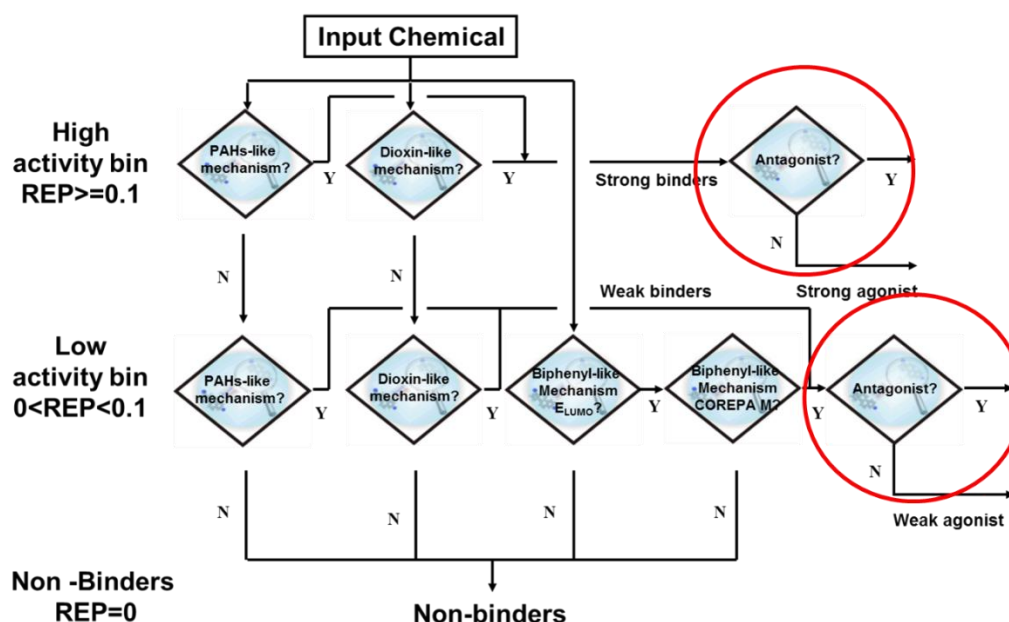 Input Chemical
High
activity bin
REP>=0.1
PAHs-like
mechanism?
Y
Dioxin-like
mechanism?
Y
Strong binders
Antagonist?
Y
N
Strong agonist
N
N
Weak binders
Low
activity bin
0<REP<0.1
PAHs-like
mechanism?
Y
Dioxin-like
mechanism?
Y
Biphenyl-like
Mechanism
ELUMO?
Y
Biphenyl-like
Mechanism
COREPA M?
Y
Antagonist?
Y
N
Weak agonist
N
N
N
N
Non -Binders
REP=0
Non-binders